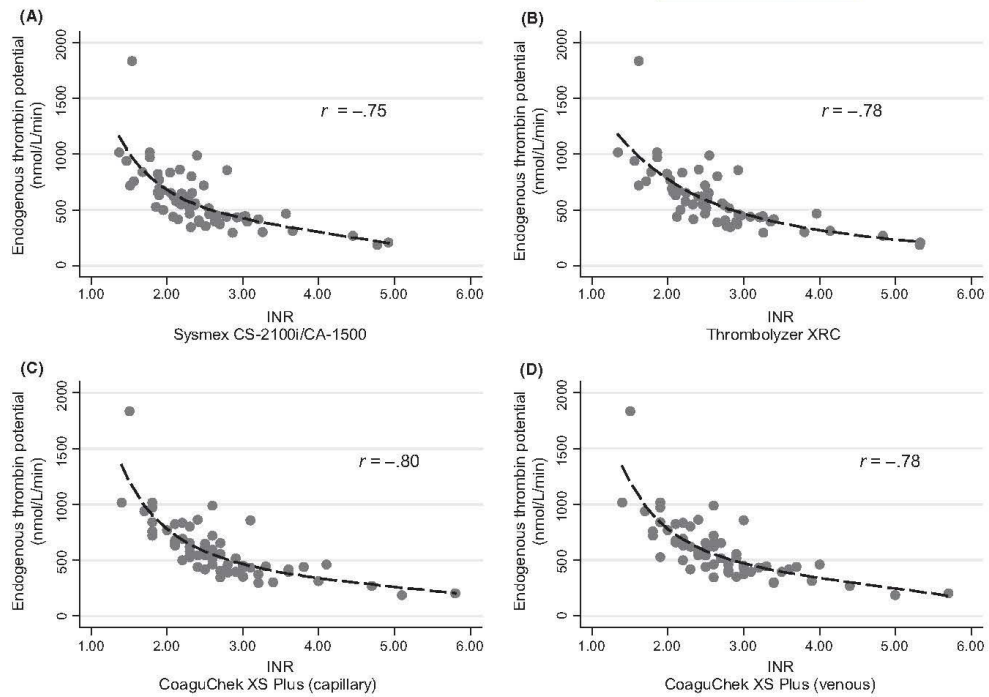 (A)
Endogenous thrombin potential
(nmol/L/min)
2000
1500
1000
500
0
r = –.75
1.00 2.00 3.00 4.00 5.00 6.00
INR
Sysmex CS-2100i/CA-1500
(B)
Endogenous thrombin potential
(nmol/L/min)
2000
1500
1000
500
0
r = –.78
1.00 2.00 3.00 4.00 5.00 6.00
INR
Thrombolyzer XRC
(C)
Endogenous thrombin potential
(nmol/L/min)
2000
1500
1000
500
0
r = –.80
1.00 2.00 3.00 4.00 5.00 6.00
INR
CoaguChek XS Plus (capillary)
(D)
Endogenous thrombin potential
(nmol/L/min)
2000
1500
1000
500
0
r = –.78
1.00 2.00 3.00 4.00 5.00 6.00
INR
CoaguChek XS Plus (venous)